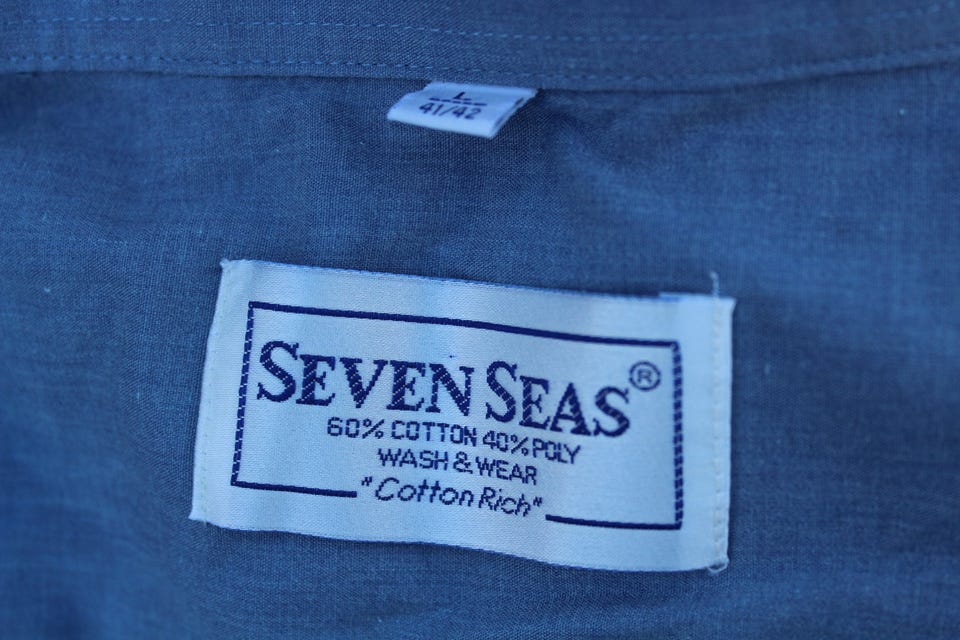 L
41/42
SEVEN SEAS®
60% COTTON 40% POLY
WASH & WEAR
"Cotton Rich"